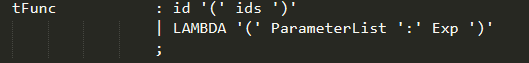 tFunc : id '(' ids ')'
| LAMBDA '(' ParameterList ':' Exp ')'
;